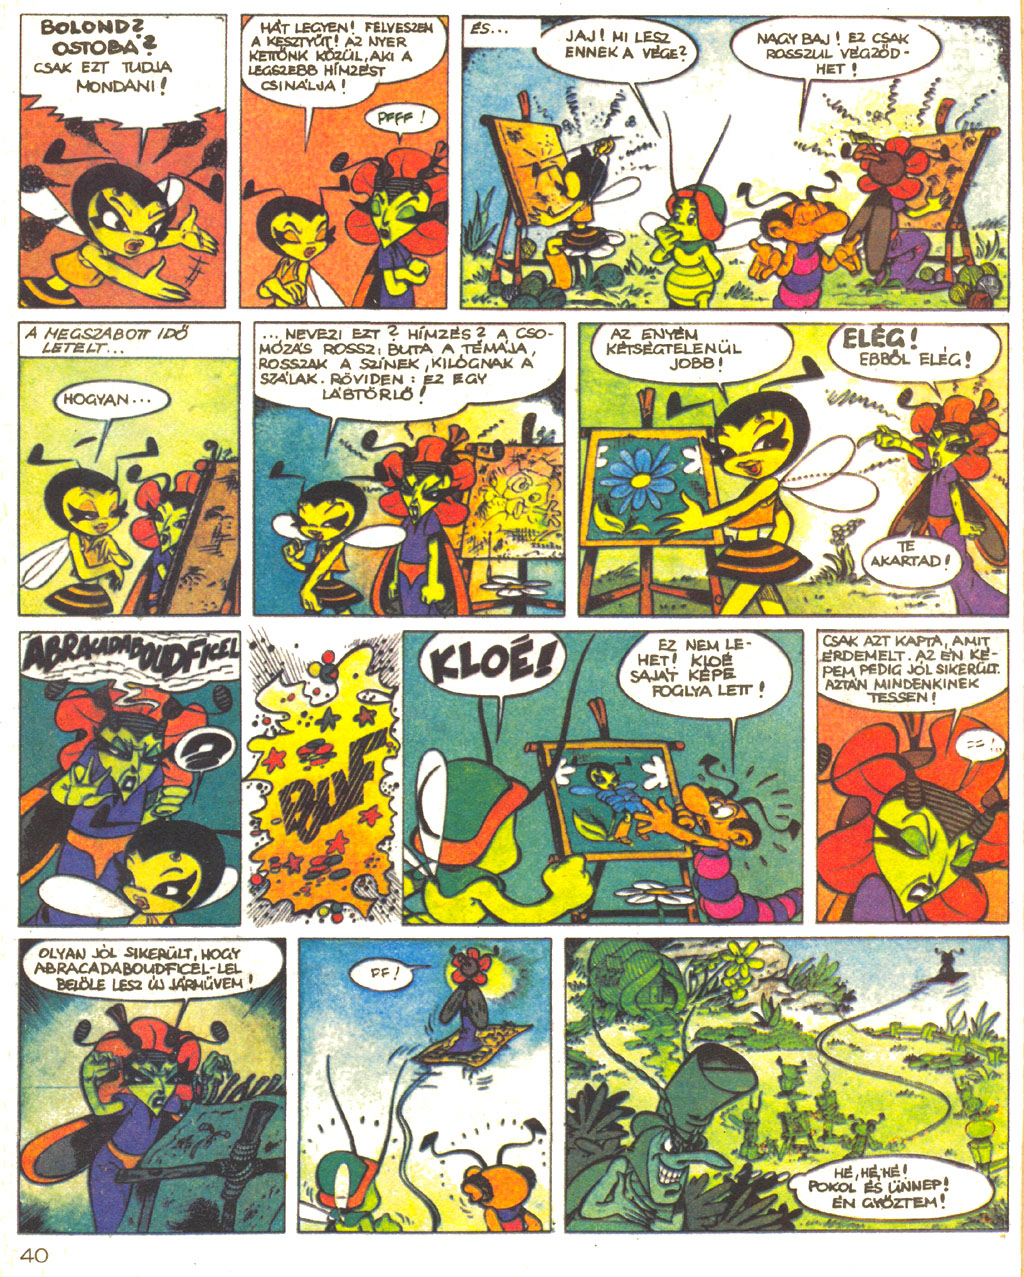 BOLOND?
OSTOBA?
CSAK EZT TUDJA
MONDANI!
HÁT LEGYEN! FELVESZEM
A KESZTYŰT! AZ NYER
KETTŐNK KÖZÜL, AKI A
LEGSZEBB HÍMZÉST
CSINÁLJA!
PFFF!
ÉS...
JAJ! MI LESZ
ENNEK A VÉGE?
NAGY BAJ! EZ CSAK
ROSSZUL VÉGZŐD-
HET!
A MEGSZABOTT IDŐ
LETELT...
HOGYAN...
...NEVEZI EZT? HÍMZÉS? A CSO-
MÓZÁS ROSSZ; BUTA A TÉMÁJA,
ROSSZAK A SZÍNEK, KILÓGNAK A
SZÁLAK. RÖVIDEN: EZ EGY
LÁBTÖRLŐ!
AZ ENYÉM
KÉTSÉGTELENÜL
JOBB!
ELÉG!
EBBŐL ELÉG!
TE
AKARTAD!
ABRACADABOUDFICEL
?
PLUF
KLOÉ!
EZ NEM LE-
HET! KLOÉ
SAJÁT KÉPE
FOGLYA LETT!
CSAK AZT KAPTA, AMIT
ÉRDEMELT. AZ ÉN KÉ-
PEM PEDIG JÓL SIKERÜLT.
AZTÁN MINDENKINEK
TESSEN!
OLYAN JÓL SIKERÜLT, HOGY
ABRACADABOUDFICEL-LEL
BELŐLE LESZ ÚJ JÁRMŰVEM!
PF!
HÉ, HÉ, HÉ!
POKOL ÉS ÜNNEP!
ÉN GYŐZTEM!
40